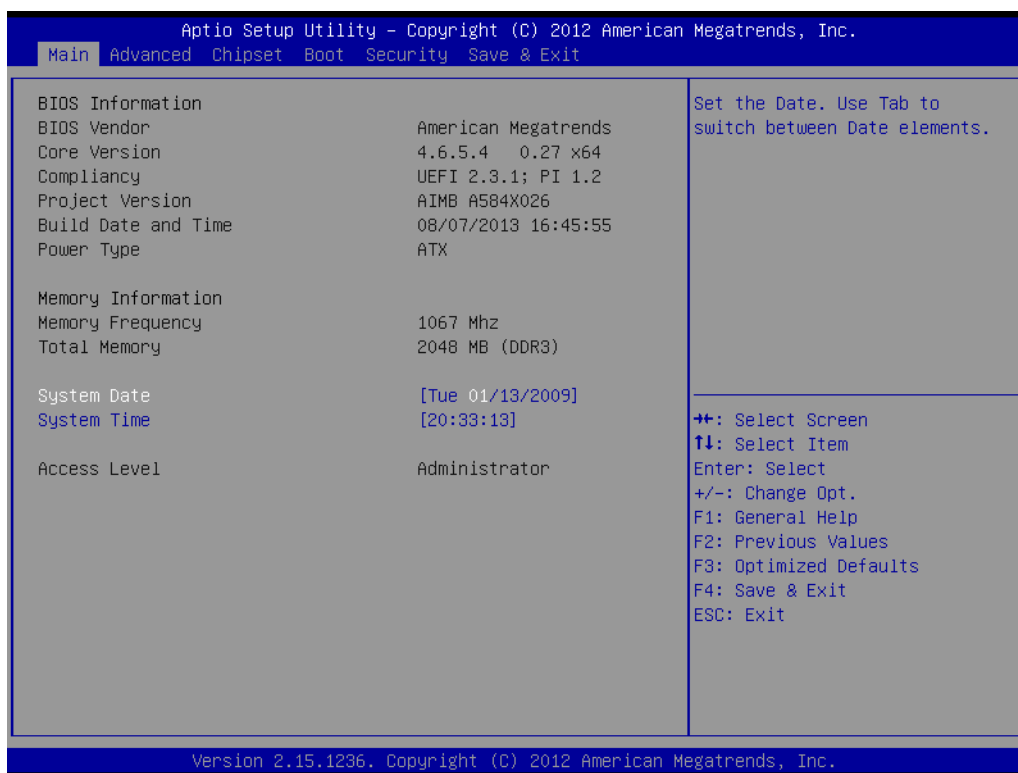 Aptio Setup Utility – Copyright (C) 2012 American Megatrends, Inc.
Main Advanced Chipset Boot Security Save & Exit
BIOS Information
BIOS Vendor American Megatrends
Core Version 4.6.5.4 0.27 x64
Compliancy UEFI 2.3.1; PI 1.2
Project Version AIMB A584X026
Build Date and Time 08/07/2013 16:45:55
Power Type ATX
Memory Information
Memory Frequency 1067 Mhz
Total Memory 2048 MB (DDR3)
System Date [Tue 01/13/2009]
System Time [20:33:13]
Access Level Administrator
Set the Date. Use Tab to
switch between Date elements.
→←: Select Screen
↑↓: Select Item
Enter: Select
+/-: Change Opt.
F1: General Help
F2: Previous Values
F3: Optimized Defaults
F4: Save & Exit
ESC: Exit
Version 2.15.1236. Copyright (C) 2012 American Megatrends, Inc.